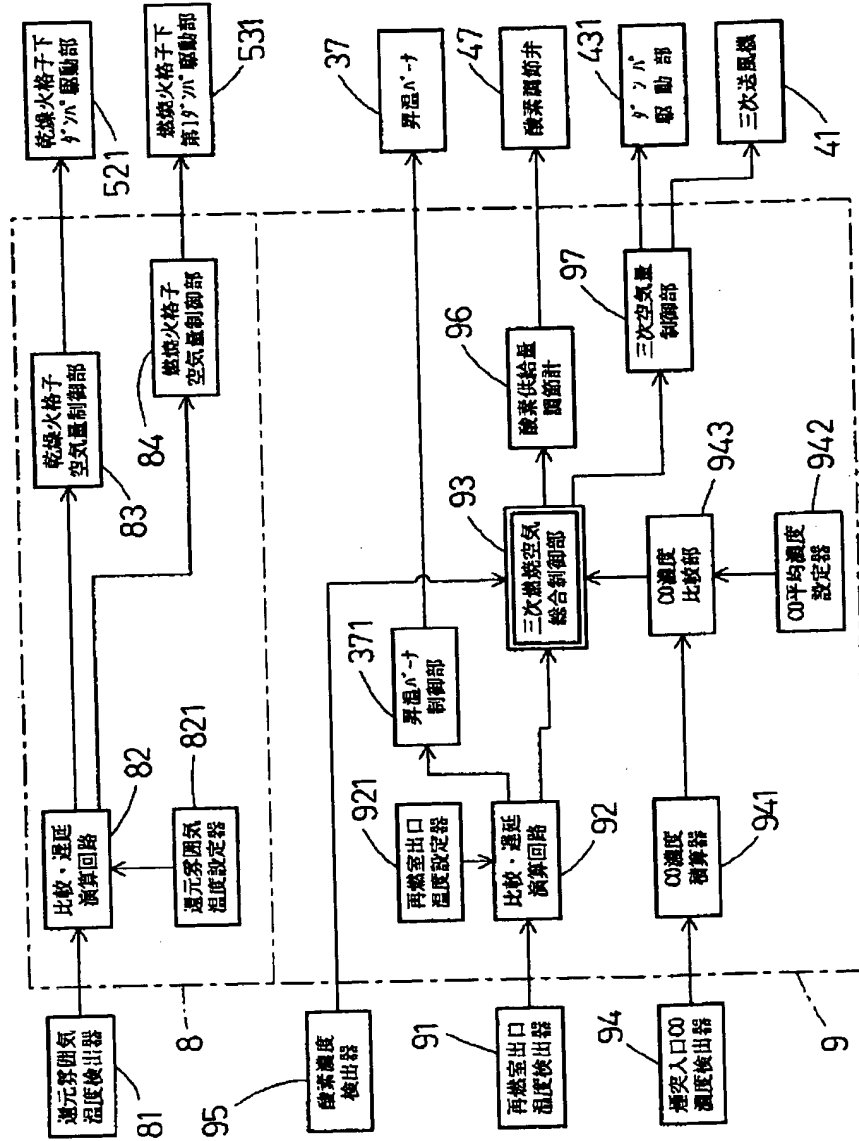 還元雰囲気
温度検出器
81
比較・遅延
演算回路
82
還元雰囲気
温度設定器
821
乾燥火格子
空気量制御部
83
燃焼火格子
空気量制御部
84
乾燥火格子下
ダンパ駆動部
521
燃焼火格子下
第1ダンパ駆動部
531
8
酸素濃度
検出器
95
再燃室出口
温度検出器
91
再燃室出口
温度設定器
921
比較・遅延
演算回路
92
昇温バーナ
制御部
371
昇温バーナ
37
三次燃焼空気
総合制御部
93
酸素供給量
調節計
96
酸素調節弁
47
三次空気量
制御部
97
ダンパ
駆動部
431
三次送風機
41
煙突入口CO
濃度検出器
94
CO濃度
積算器
941
CO濃度
比較部
943
CO平均濃度
設定器
942
9